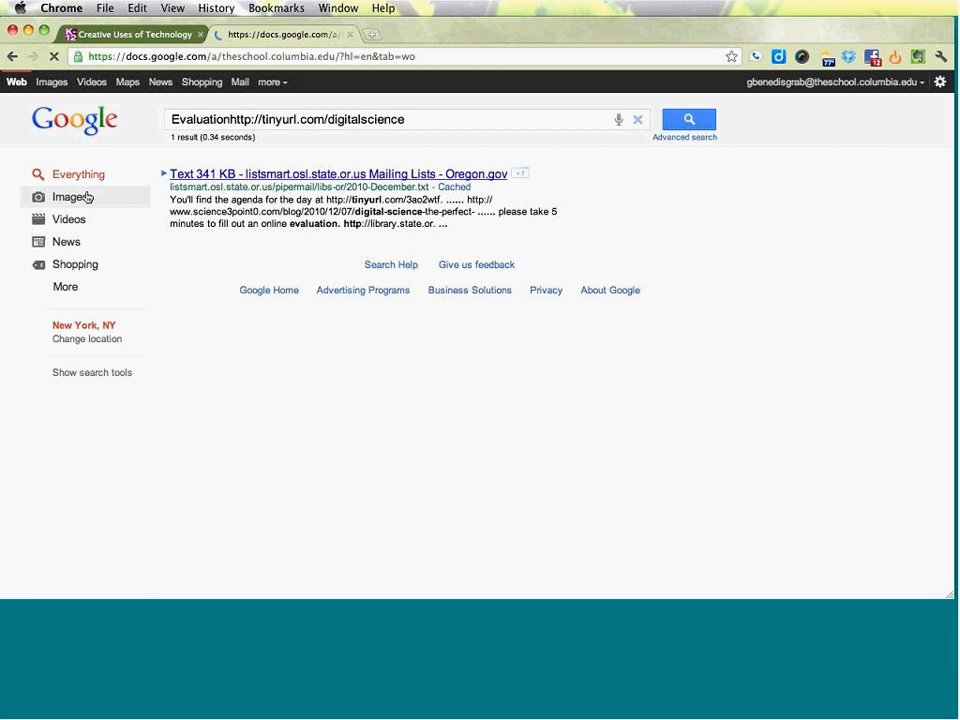 Chrome File Edit View History Bookmarks Window Help
Creative Uses of Technology https://docs.google.com/a/
https://docs.google.com/a/theschool.columbia.edu/?hl=en&tab=wo 77° 12
Web Images Videos Maps News Shopping Mail more gbenedisgrab@theschool.columbia.edu
Google
Evaluationhttp://tinyurl.com/digitalscience
1 result (0.34 seconds) Advanced search
Everything
Images
Videos
News
Shopping
More
New York, NY
Change location
Show search tools
Text 341 KB - listsmart.osl.state.or.us Mailing Lists - Oregon.gov +1
listsmart.osl.state.or.us/pipermail/libs-or/2010-December.txt - Cached
You'll find the agenda for the day at http://tinyurl.com/3ao2wtf. ...... http://
www.science3point0.com/blog/2010/12/07/digital-science-the-perfect- ...... please take 5
minutes to fill out an online evaluation. http://library.state.or. ...
Search Help Give us feedback
Google Home Advertising Programs Business Solutions Privacy About Google